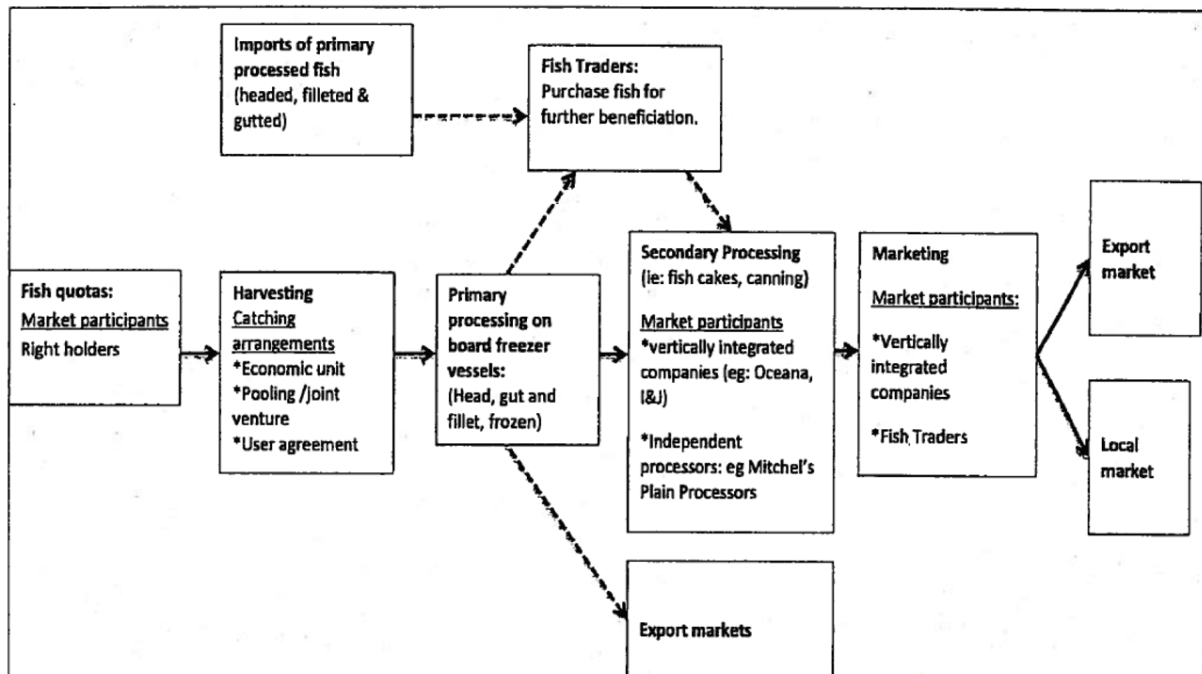 Imports of primary
processed fish
(headed, filleted &
gutted)
Fish Traders:
Purchase fish for
further beneficiation.
Fish quotas:
Market participants
Right holders
Harvesting
Catching
arrangements
*Economic unit
*Pooling /joint
venture
*User agreement
Primary
processing on
board freezer
vessels:
(Head, gut and
fillet, frozen)
Secondary Processing
(ie: fish cakes, canning)
Market participants
*vertically integrated
companies (eg: Oceana,
I&J)
*Independent
processors: eg Mitchel's
Plain Processors
Marketing
Market participants:
*Vertically
integrated
companies
*Fish Traders
Export
market
Local
market
Export markets